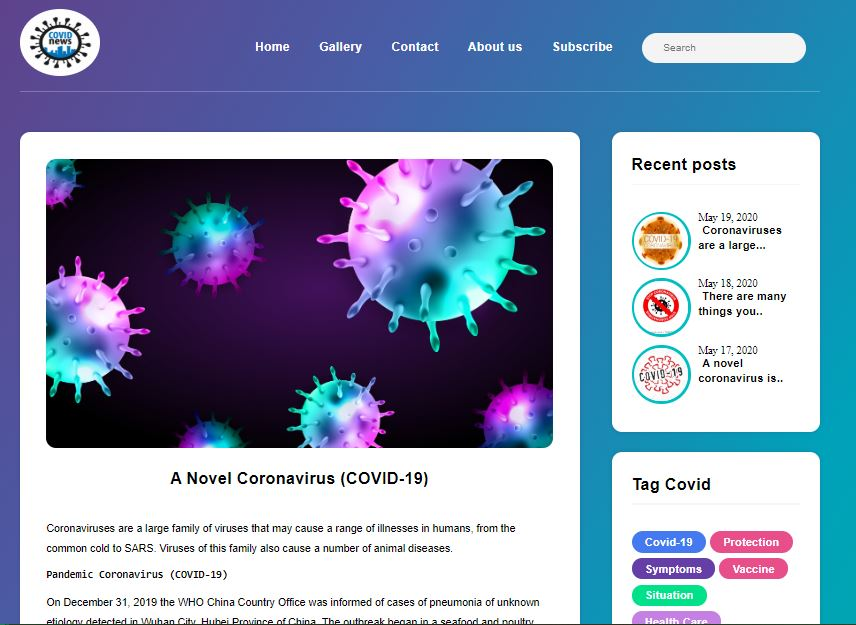 COVID
news
Home Gallery Contact About us Subscribe Search
A Novel Coronavirus (COVID-19)
Coronaviruses are a large family of viruses that may cause a range of illnesses in humans, from the
common cold to SARS. Viruses of this family also cause a number of animal diseases.
Pandemic Coronavirus (COVID-19)
On December 31, 2019 the WHO China Country Office was informed of cases of pneumonia of unknown
etiology detected in Wuhan City, Hubei Province of China. The outbreak began in a seafood and poultry
Recent posts
COVID-19
May 19, 2020
Coronaviruses
are a large...
May 18, 2020
There are many
things you..
COVID-19
May 17, 2020
A novel
coronavirus is..
Tag Covid
Covid-19 Protection
Symptoms Vaccine
Situation
Health Care